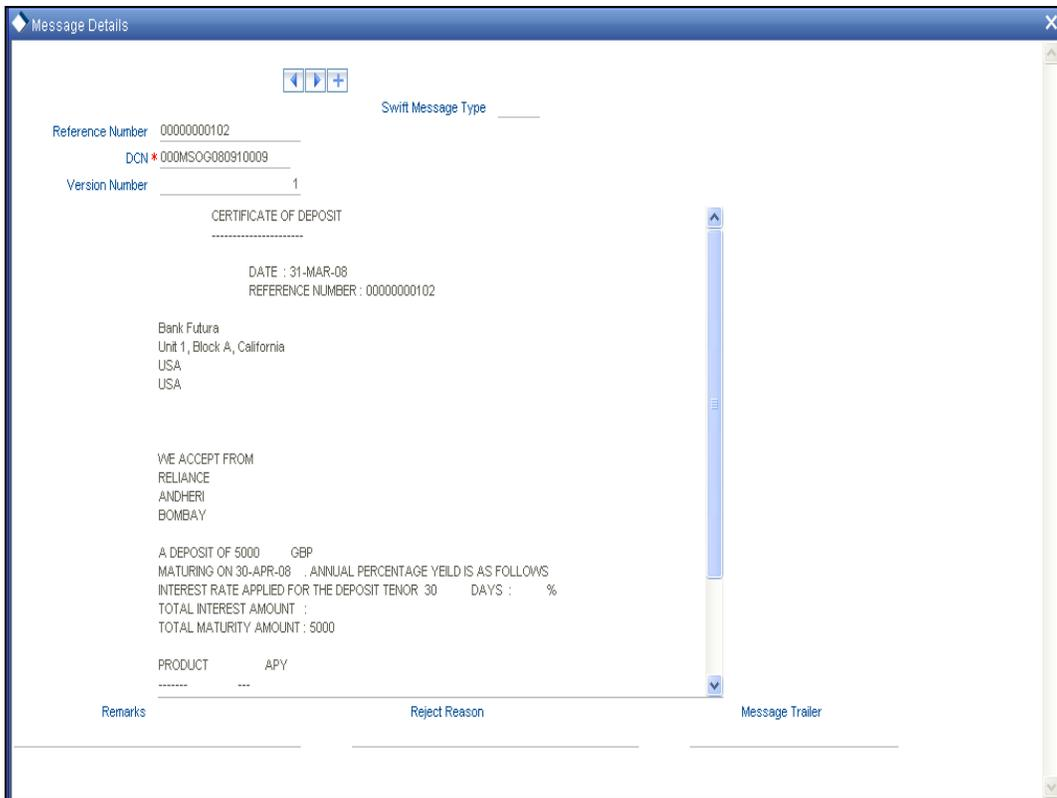 Message Details
Swift Message Type
Reference Number 00000000102
DCN * 000MSOG080910009
Version Number 1
CERTIFICATE OF DEPOSIT
----------------------
DATE : 31-MAR-08
REFERENCE NUMBER : 00000000102
Bank Futura
Unit 1, Block A, California
USA
USA
WE ACCEPT FROM
RELIANCE
ANDHERI
BOMBAY
A DEPOSIT OF 5000 GBP
MATURING ON 30-APR-08 . ANNUAL PERCENTAGE YEILD IS AS FOLLOWS
INTEREST RATE APPLIED FOR THE DEPOSIT TENOR 30 DAYS : %
TOTAL INTEREST AMOUNT :
TOTAL MATURITY AMOUNT : 5000
PRODUCT APY
------- ---
Remarks Reject Reason Message Trailer